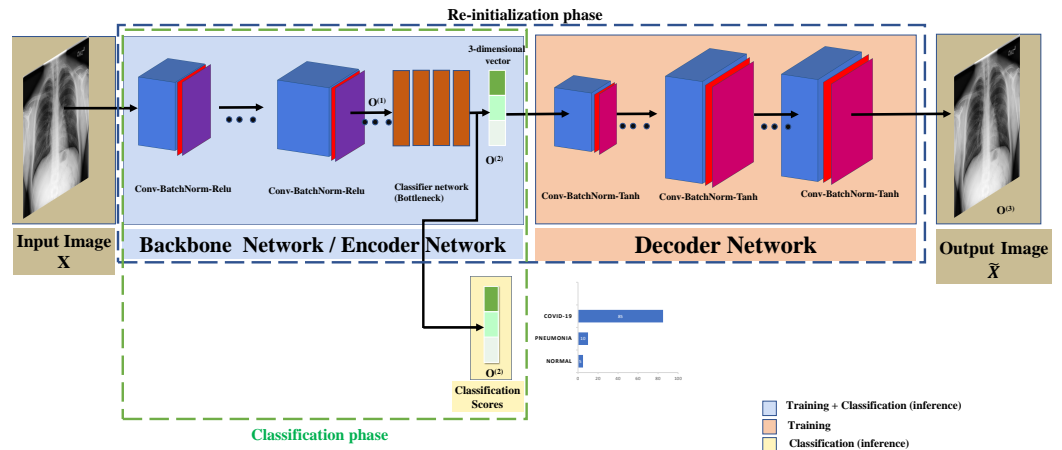 Re-initialization phase
3-dimensional
vector
O(1)
O(2)
Conv-BatchNorm-Relu
Conv-BatchNorm-Relu
Classifier network
(Bottleneck)
Conv-BatchNorm-Tanh
Conv-BatchNorm-Tanh
Conv-BatchNorm-Tanh
O(3)
Input Image
X
Backbone Network / Encoder Network
Decoder Network
Output Image
X̃
COVID-19
85
PNEUMONIA
10
NORMAL
5
0 20 40 60 80 100
O(2)
Classification
Scores
Classification phase
Training + Classification (inference)
Training
Classification (inference)